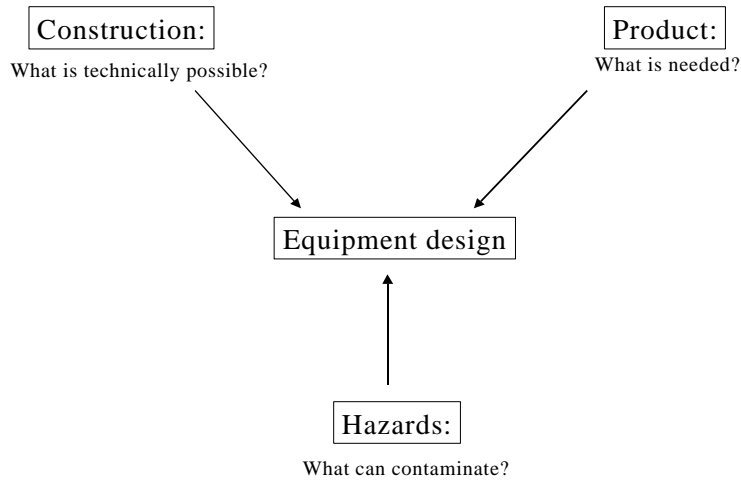 Construction:
What is technically possible?
Product:
What is needed?
Equipment design
Hazards:
What can contaminate?